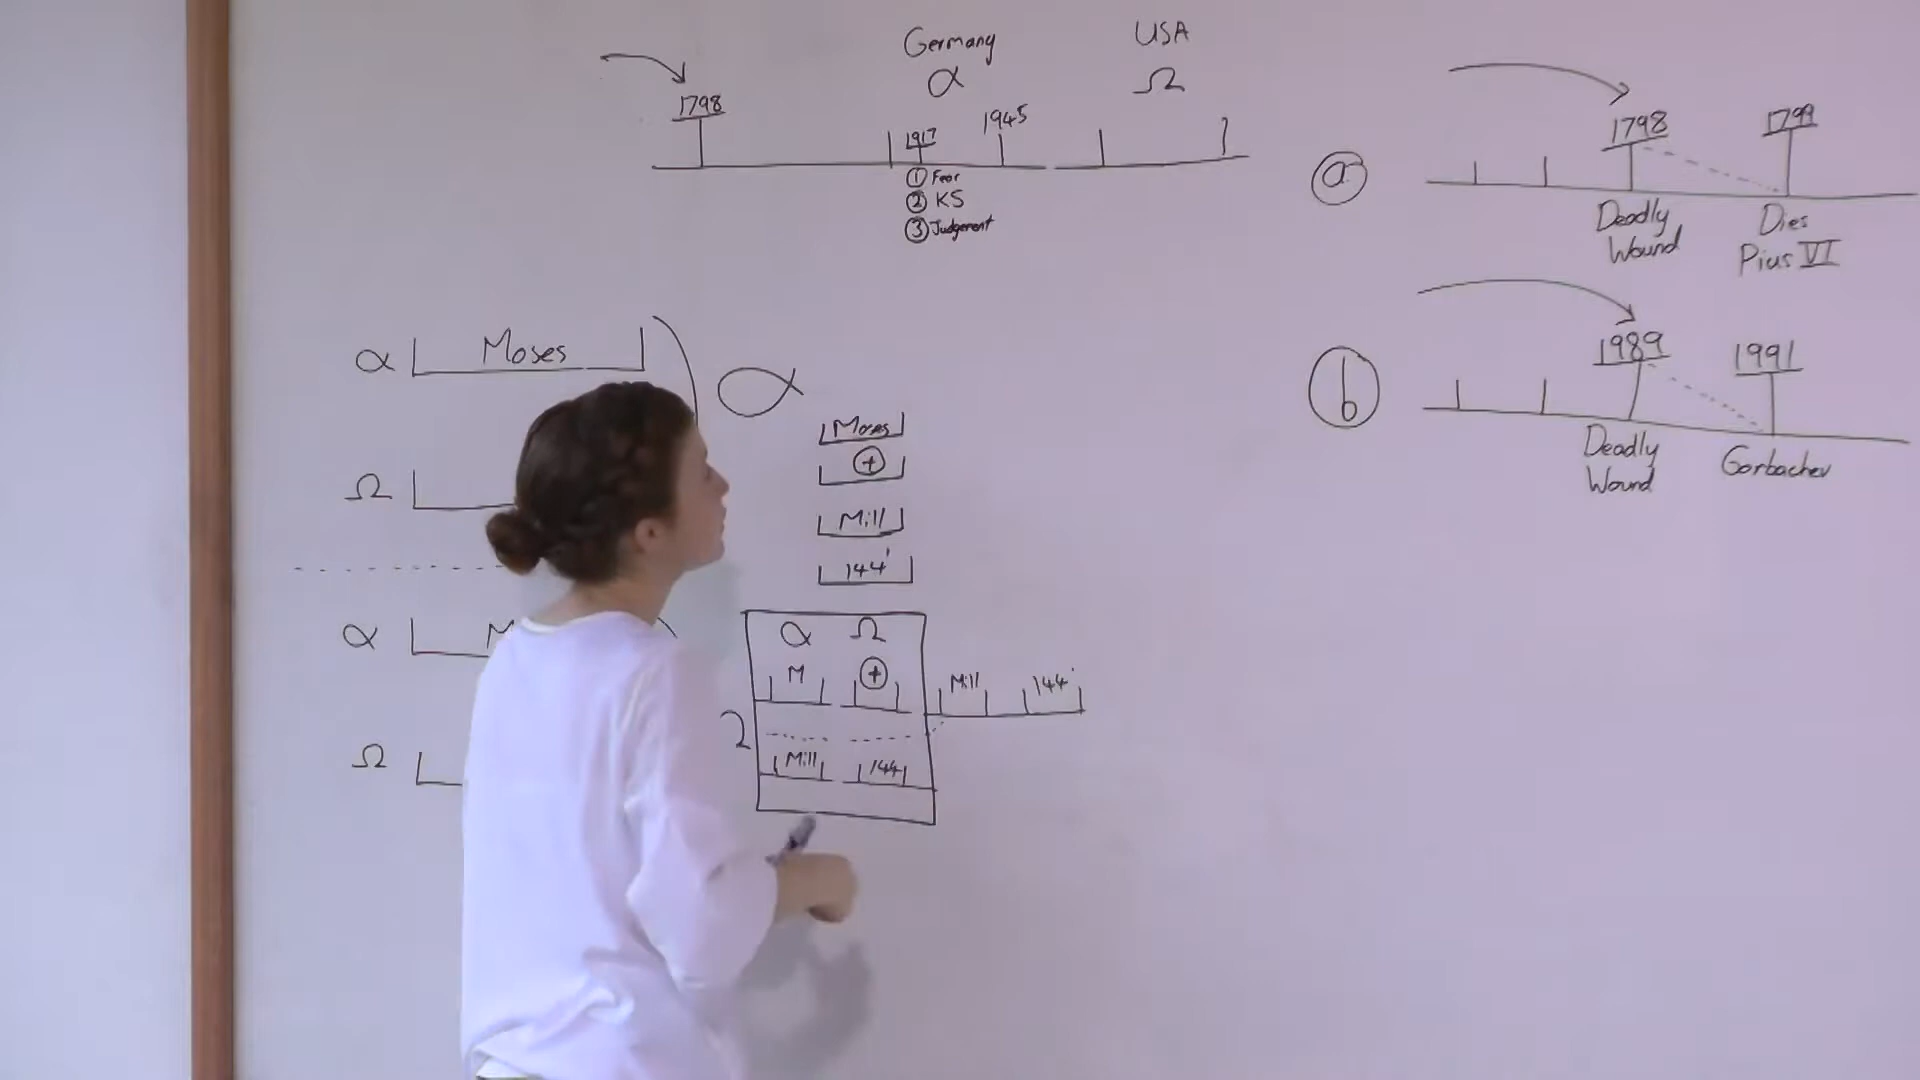 Germany USA
α Ω
1798 1917 1945
① Fear
② KS
③ Judgement
ⓐ 1798 1799
Deadly Dies
Wound Pius VI
ⓑ 1989 1991
Deadly Gorbachev
Wound
α Moses
Ω
α M
Ω
α
Moses
⊕
Mill
144'
α Ω
M ⊕ Mill 144'
2
Mill 144